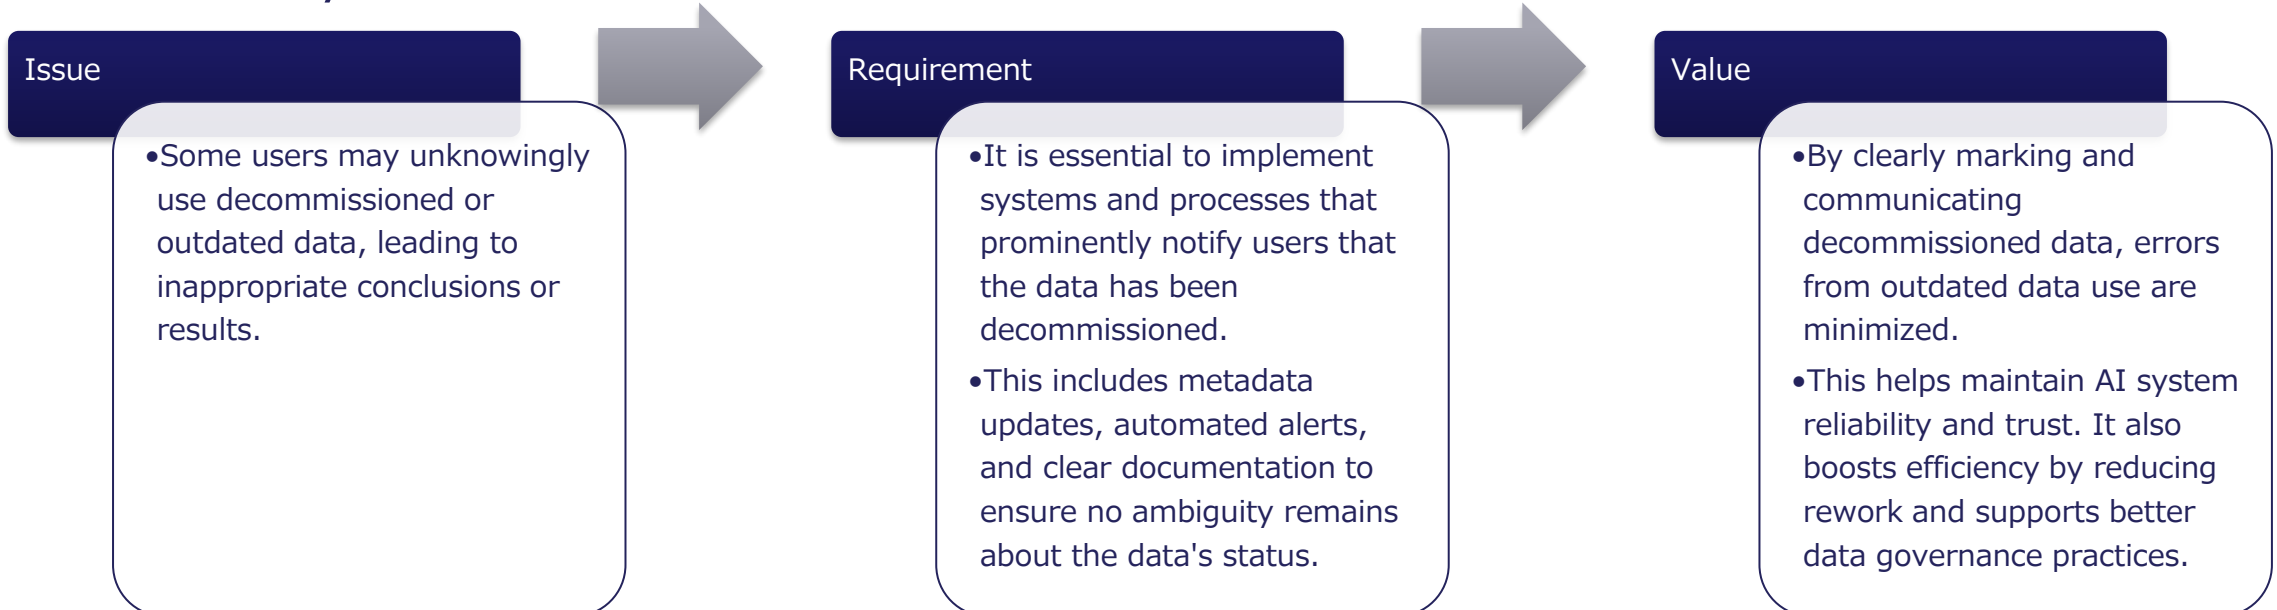 Issue
•Some users may unknowingly
use decommissioned or
outdated data, leading to
inappropriate conclusions or
results.
Requirement
•It is essential to implement
systems and processes that
prominently notify users that
the data has been
decommissioned.
•This includes metadata
updates, automated alerts,
and clear documentation to
ensure no ambiguity remains
about the data's status.
Value
•By clearly marking and
communicating
decommissioned data, errors
from outdated data use are
minimized.
•This helps maintain AI system
reliability and trust. It also
boosts efficiency by reducing
rework and supports better
data governance practices.